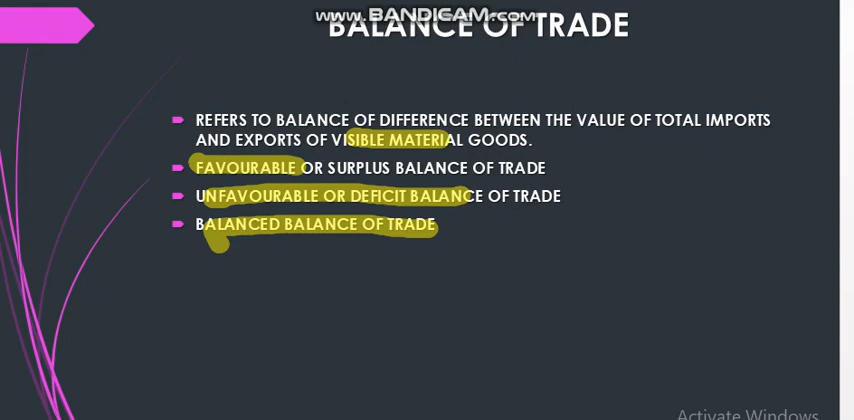 www.BANDICAM.com
BALANCE OF TRADE
REFERS TO BALANCE OF DIFFERENCE BETWEEN THE VALUE OF TOTAL IMPORTS
AND EXPORTS OF VISIBLE MATERIAL GOODS.
FAVOURABLE OR SURPLUS BALANCE OF TRADE
UNFAVOURABLE OR DEFICIT BALANCE OF TRADE
BALANCED BALANCE OF TRADE
Activate Windows